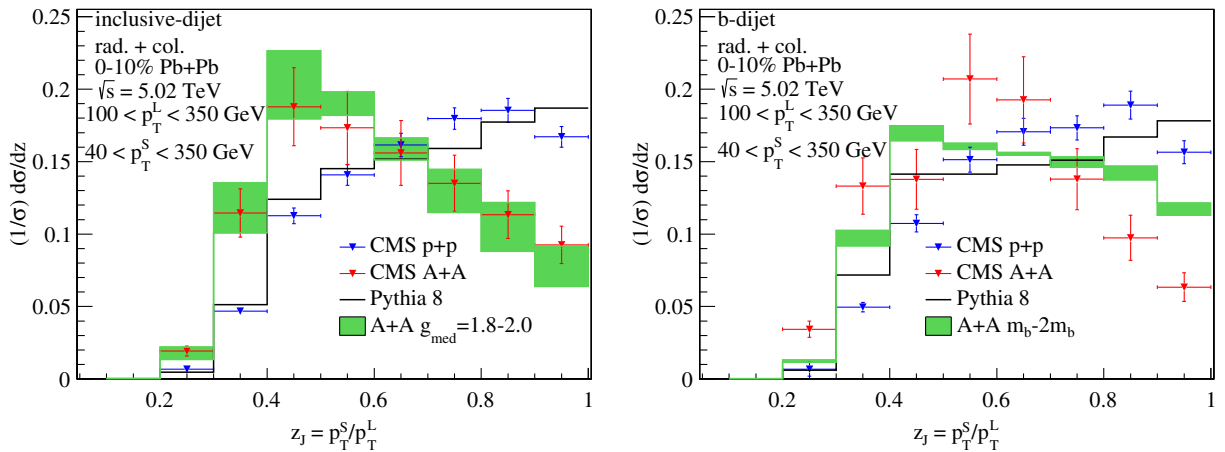 0.25
0.2
0.15
0.1
0.05
0
(1/σ) dσ/dz
inclusive-dijet
rad. + col.
0-10% Pb+Pb
√s = 5.02 TeV
100 < p_T^L < 350 GeV
40 < p_T^S < 350 GeV
CMS p+p
CMS A+A
Pythia 8
A+A g_med=1.8-2.0
0.2 0.4 0.6 0.8 1
z_J = p_T^S/p_T^L
0.25
0.2
0.15
0.1
0.05
0
(1/σ) dσ/dz
b-dijet
rad. + col.
0-10% Pb+Pb
√s = 5.02 TeV
100 < p_T^L < 350 GeV
40 < p_T^S < 350 GeV
CMS p+p
CMS A+A
Pythia 8
A+A m_b-2m_b
0.2 0.4 0.6 0.8 1
z_J = p_T^S/p_T^L